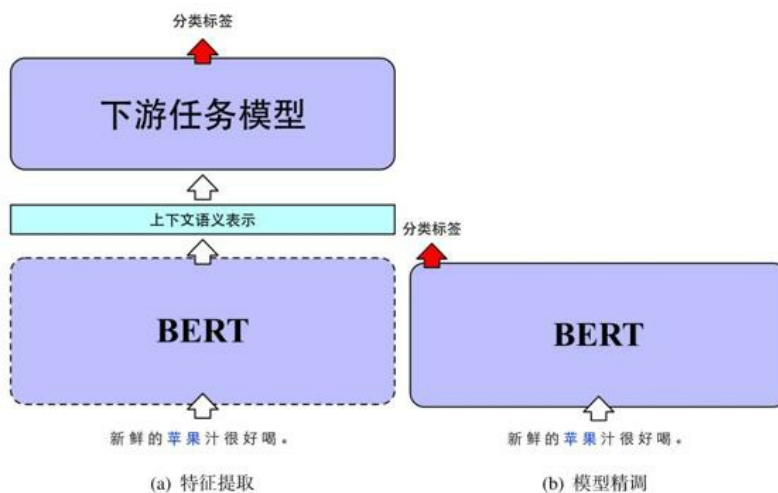 分类标签
下游任务模型
上下文语义表示
BERT
新鲜的苹果汁很好喝。
(a) 特征提取
分类标签
BERT
新鲜的苹果汁很好喝。
(b) 模型精调